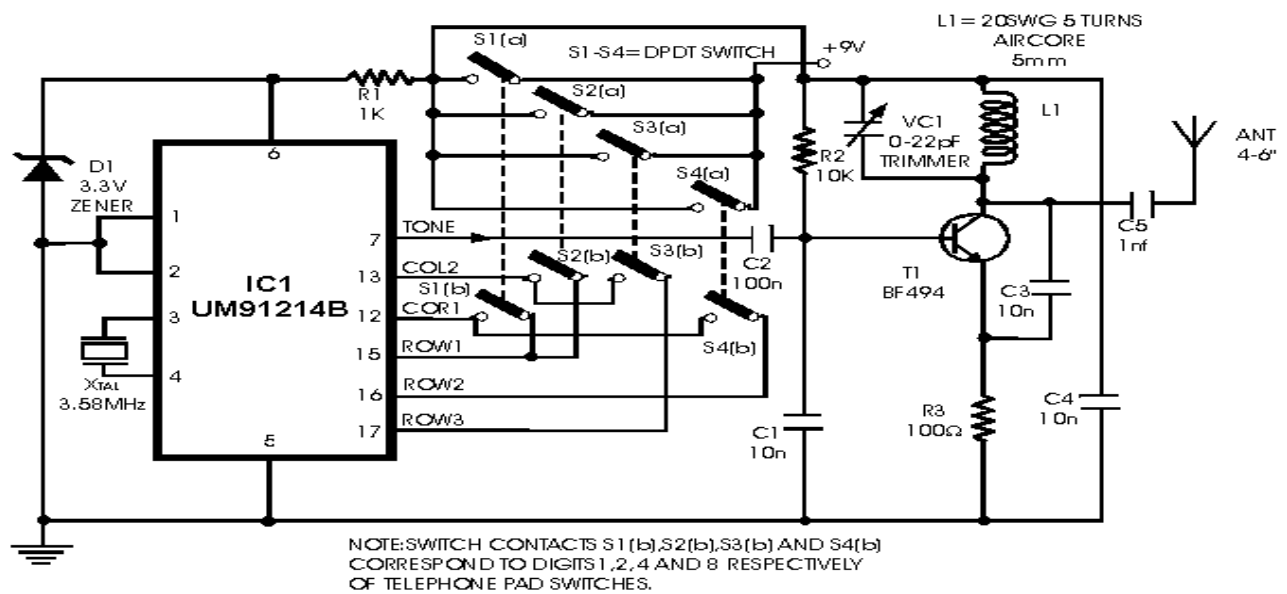 L1 = 20SWG 5 TURNS
AIRCORE
5mm
S1(a)
S1-S4= DPDT SWITCH
+9V
R1
1K
S2(a)
S3(a)
S4(a)
R2
10K
VC1
0-22pF
TRIMMER
L1
ANT
4-6"
D1
3.3V
ZENER
6
1
2
3
4
IC1
UM91214B
7
TONE
13
COL2
12
COR1
15
ROW1
16
ROW2
17
ROW3
S1(b)
S2(b)
S3(b)
S4(b)
C2
100n
T1
BF494
C3
10n
C5
1nf
XTAL
3.58MHz
C1
10n
R3
100Ω
C4
10n
NOTE:SWITCH CONTACTS S1(b),S2(b),S3(b) AND S4(b)
CORRESPOND TO DIGITS 1,2,4 AND 8 RESPECTIVELY
OF TELEPHONE PAD SWITCHES.